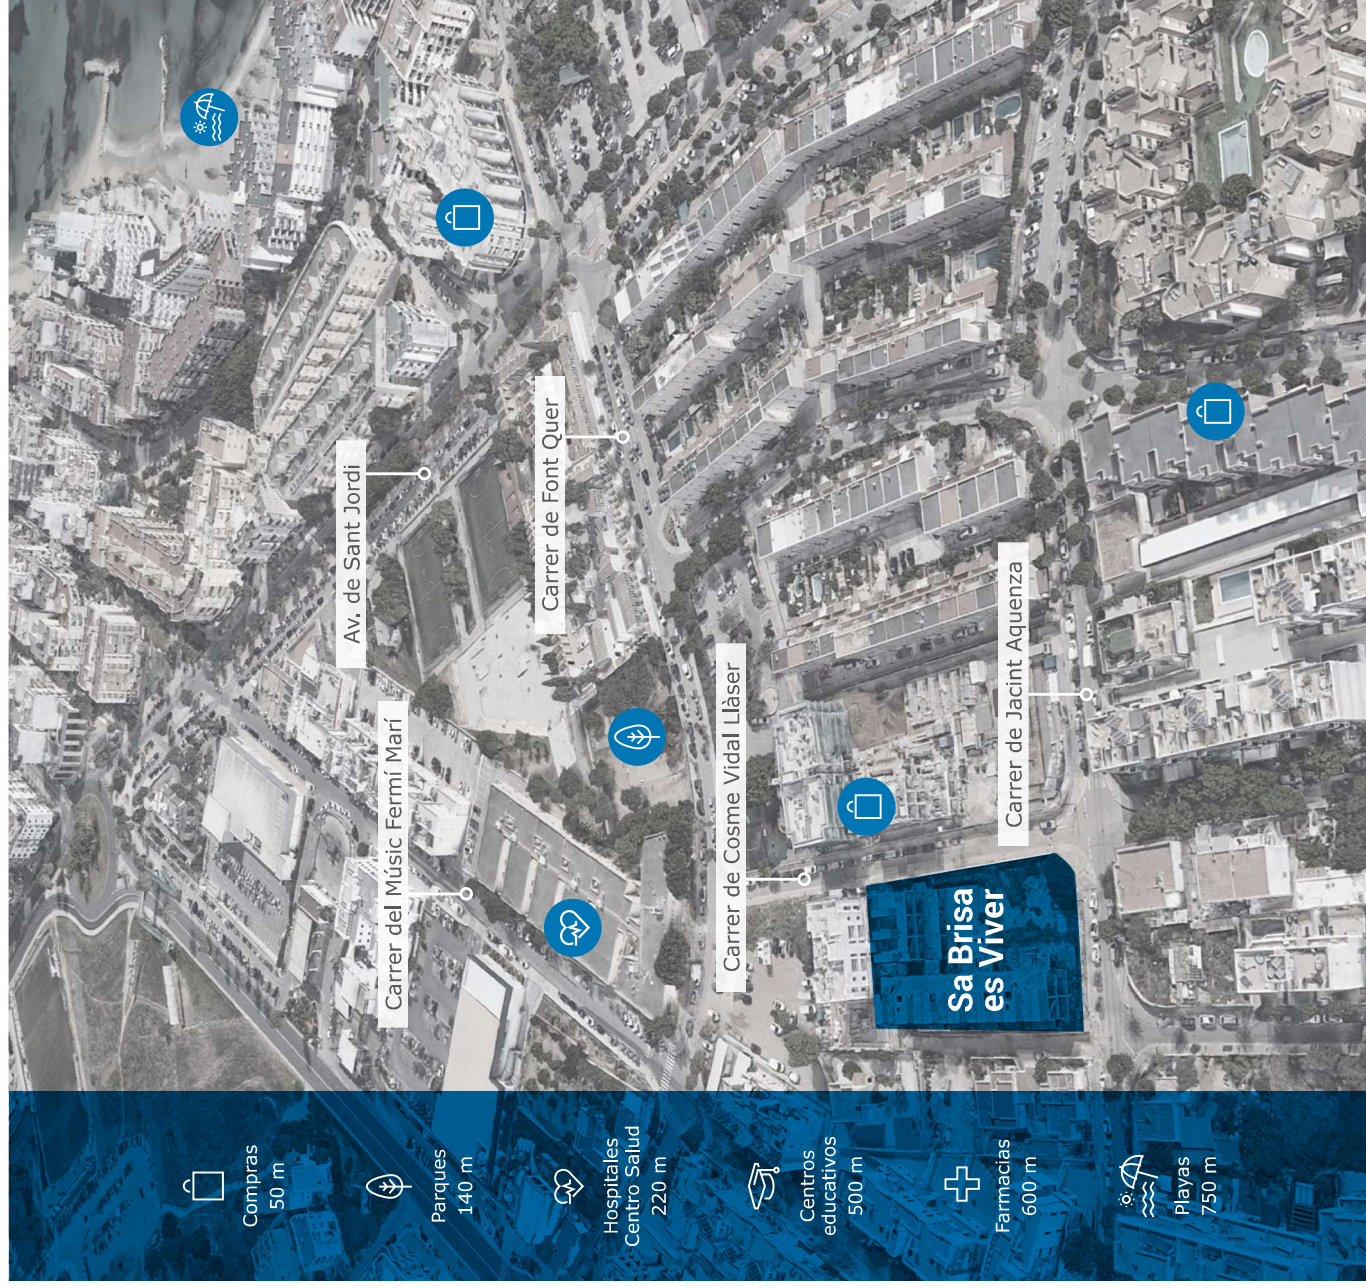 Av. de Sant Jordi
Carrer del Músic Fermí Marí
Carrer de Font Quer
Carrer de Cosme Vidal Llàser
Carrer de Jacint Aquenza
Sa Brisa
es Viver
Compras
50 m
Parques
140 m
Hospitales
Centro Salud
220 m
Centros
educativos
500 m
Farmacias
600 m
Playas
750 m